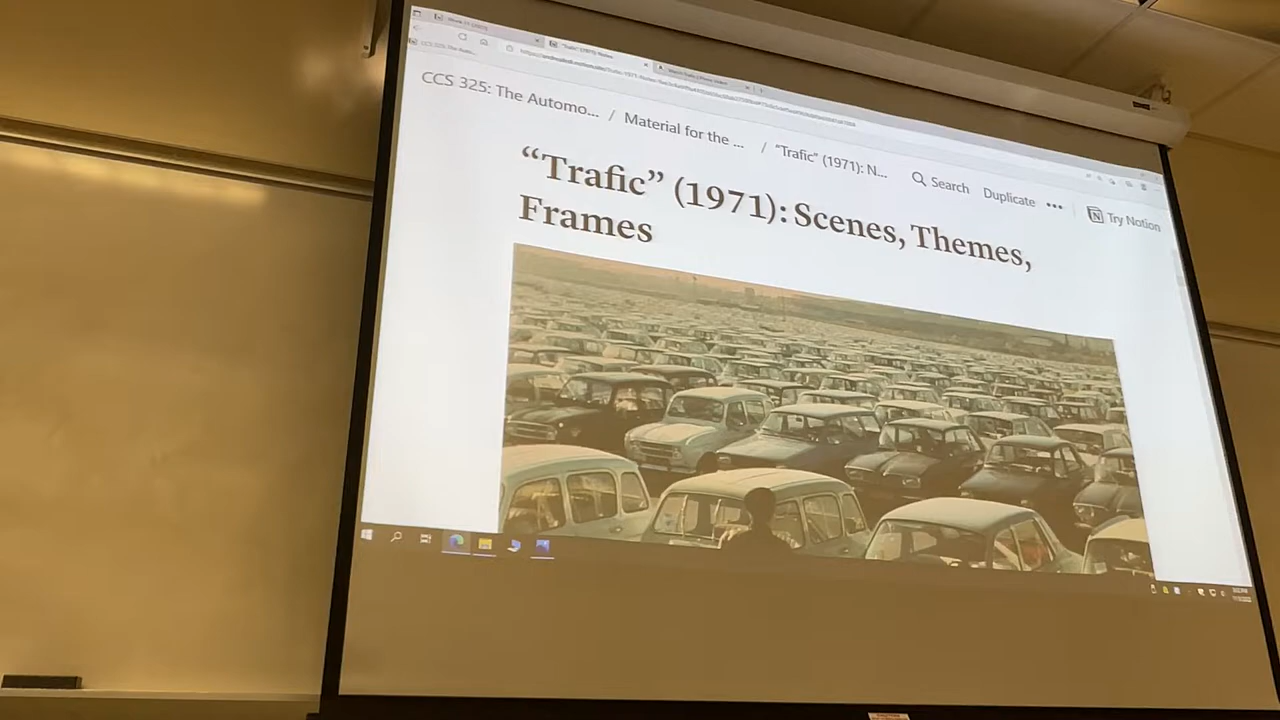 CCS 325: The Automo... / Material for the ... / “Trafic” (1971): N...
Search Duplicate ••• Try Notion
“Trafic” (1971): Scenes, Themes,
Frames